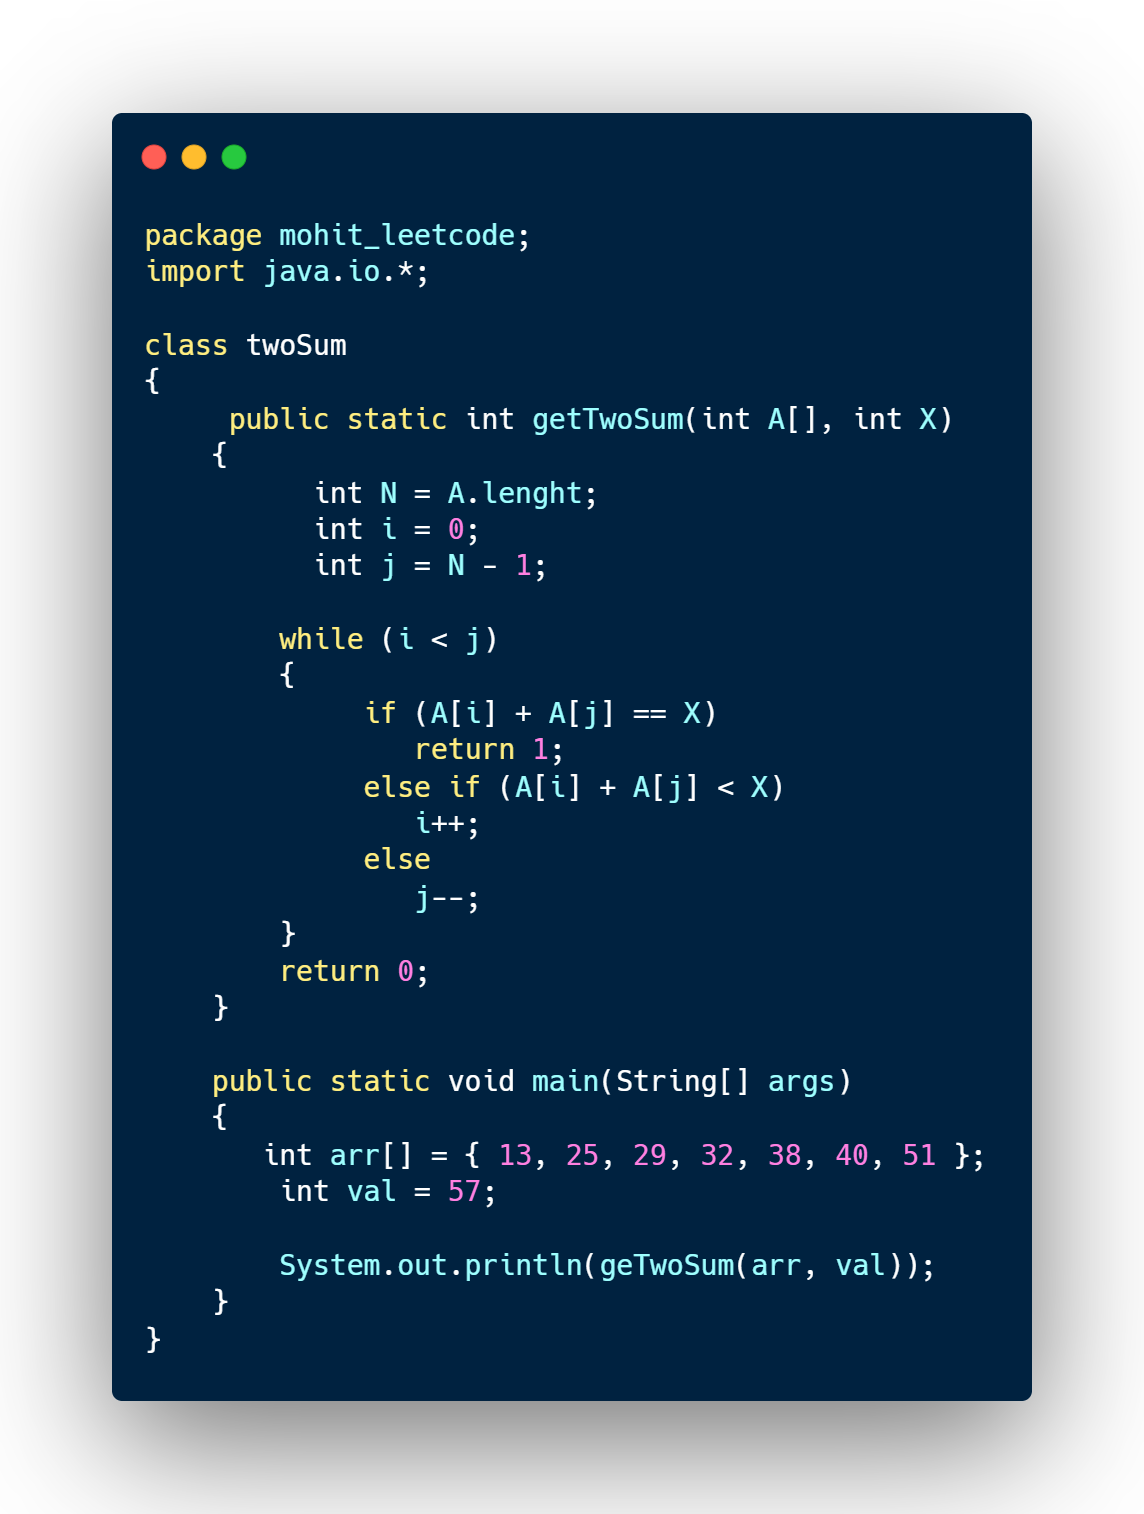 package mohit_leetcode;
import java.io.*;
class twoSum
{
public static int getTwoSum(int A[], int X)
{
int N = A.lenght;
int i = 0;
int j = N - 1;
while (i < j)
{
if (A[i] + A[j] == X)
return 1;
else if (A[i] + A[j] < X)
i++;
else
j--;
}
return 0;
}
public static void main(String[] args)
{
int arr[] = { 13, 25, 29, 32, 38, 40, 51 };
int val = 57;
System.out.println(geTwoSum(arr, val));
}
}